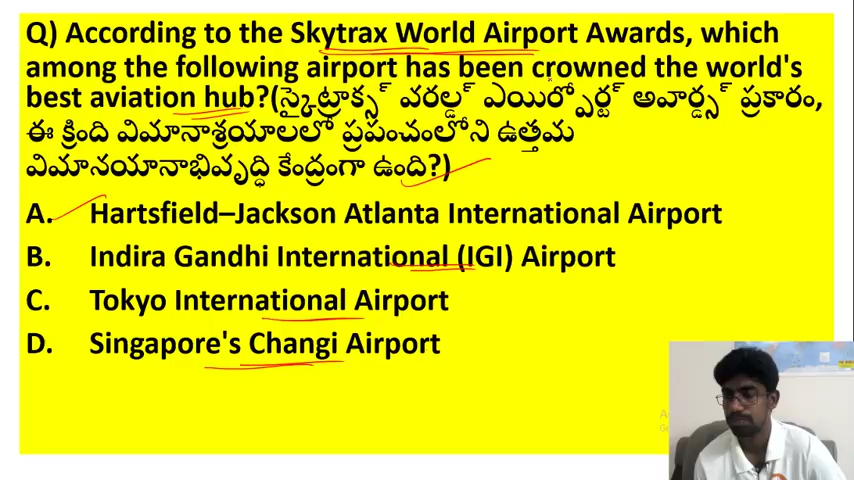 Q) According to the Skytrax World Airport Awards, which
among the following airport has been crowned the world's
best aviation hub?(స్కైట్రాక్స్ వరల్డ్ ఎయిర్పోర్ట్ అవార్డ్స్ ప్రకారం,
ఈ క్రింది విమానాశ్రయాలలో ప్రపంచంలోని ఉత్తమ
విమానయానాభివృద్ధి కేంద్రంగా ఉంది?)
A. Hartsfield–Jackson Atlanta International Airport
B. Indira Gandhi International (IGI) Airport
C. Tokyo International Airport
D. Singapore's Changi Airport